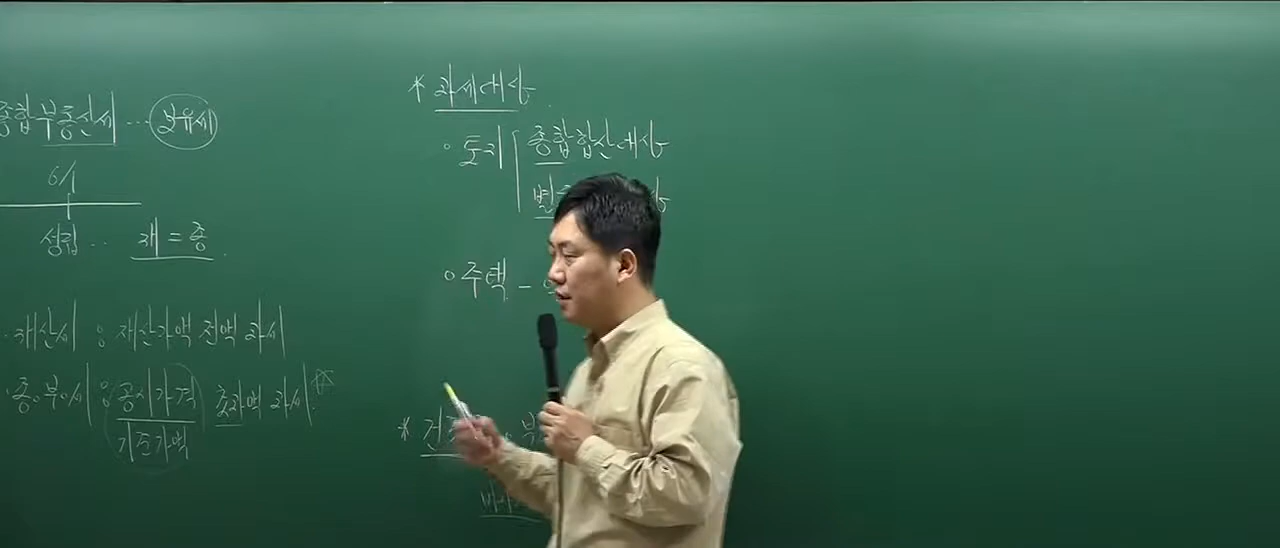 종합부동산세 … 보유세
6/1
성립 … 재 = 종
· 재산세 : 재산가액 전액 과세
· 종·부·세 : 공시가격 초과액 과세 ☆
기준가액
* 과세대상
· 토지 종합합산대상
별
○ 주택 -
*